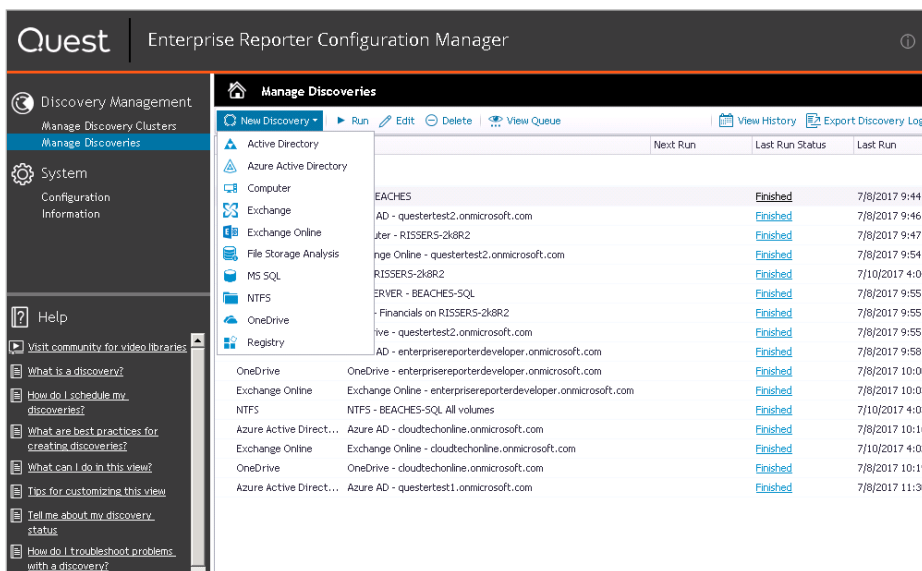 Quest
Enterprise Reporter Configuration Manager
Discovery Management
Manage Discovery Clusters
Manage Discoveries
System
Configuration
Information
Help
Visit community for video libraries
What is a discovery?
How do I schedule my
discoveries?
What are best practices for
creating discoveries?
What can I do in this view?
Tips for customizing this view
Tell me about my discovery
status
How do I troubleshoot problems
with a discovery?
Manage Discoveries
New Discovery Run Edit Delete View Queue View History Export Discovery Log
Active Directory
Azure Active Directory
Computer
Exchange
Exchange Online
File Storage Analysis
MS SQL
NTFS
OneDrive
Registry
Next Run Last Run Status Last Run
EACHES Finished 7/8/2017 9:44
AD - questertest2.onmicrosoft.com Finished 7/8/2017 9:46
uter - RISSERS-2k8R2 Finished 7/8/2017 9:47
nge Online - questertest2.onmicrosoft.com Finished 7/8/2017 9:54
RISSERS-2k8R2 Finished 7/10/2017 4:0
ERVER - BEACHES-SQL Finished 7/8/2017 9:55
- Financials on RISSERS-2k8R2 Finished 7/8/2017 9:55
rive - questertest2.onmicrosoft.com Finished 7/8/2017 9:55
AD - enterprisereporterdeveloper.onmicrosoft.com Finished 7/8/2017 9:58
OneDrive OneDrive - enterprisereporterdeveloper.onmicrosoft.com Finished 7/8/2017 10:0
Exchange Online Exchange Online - enterprisereporterdeveloper.onmicrosoft.com Finished 7/8/2017 10:0
NTFS NTFS - BEACHES-SQL All volumes Finished 7/10/2017 4:0
Azure Active Direct... Azure AD - cloudtechonline.onmicrosoft.com Finished 7/8/2017 10:1
Exchange Online Exchange Online - cloudtechonline.onmicrosoft.com Finished 7/10/2017 4:0
OneDrive OneDrive - cloudtechonline.onmicrosoft.com Finished 7/8/2017 10:1
Azure Active Direct... Azure AD - questertest1.onmicrosoft.com Finished 7/8/2017 11:3